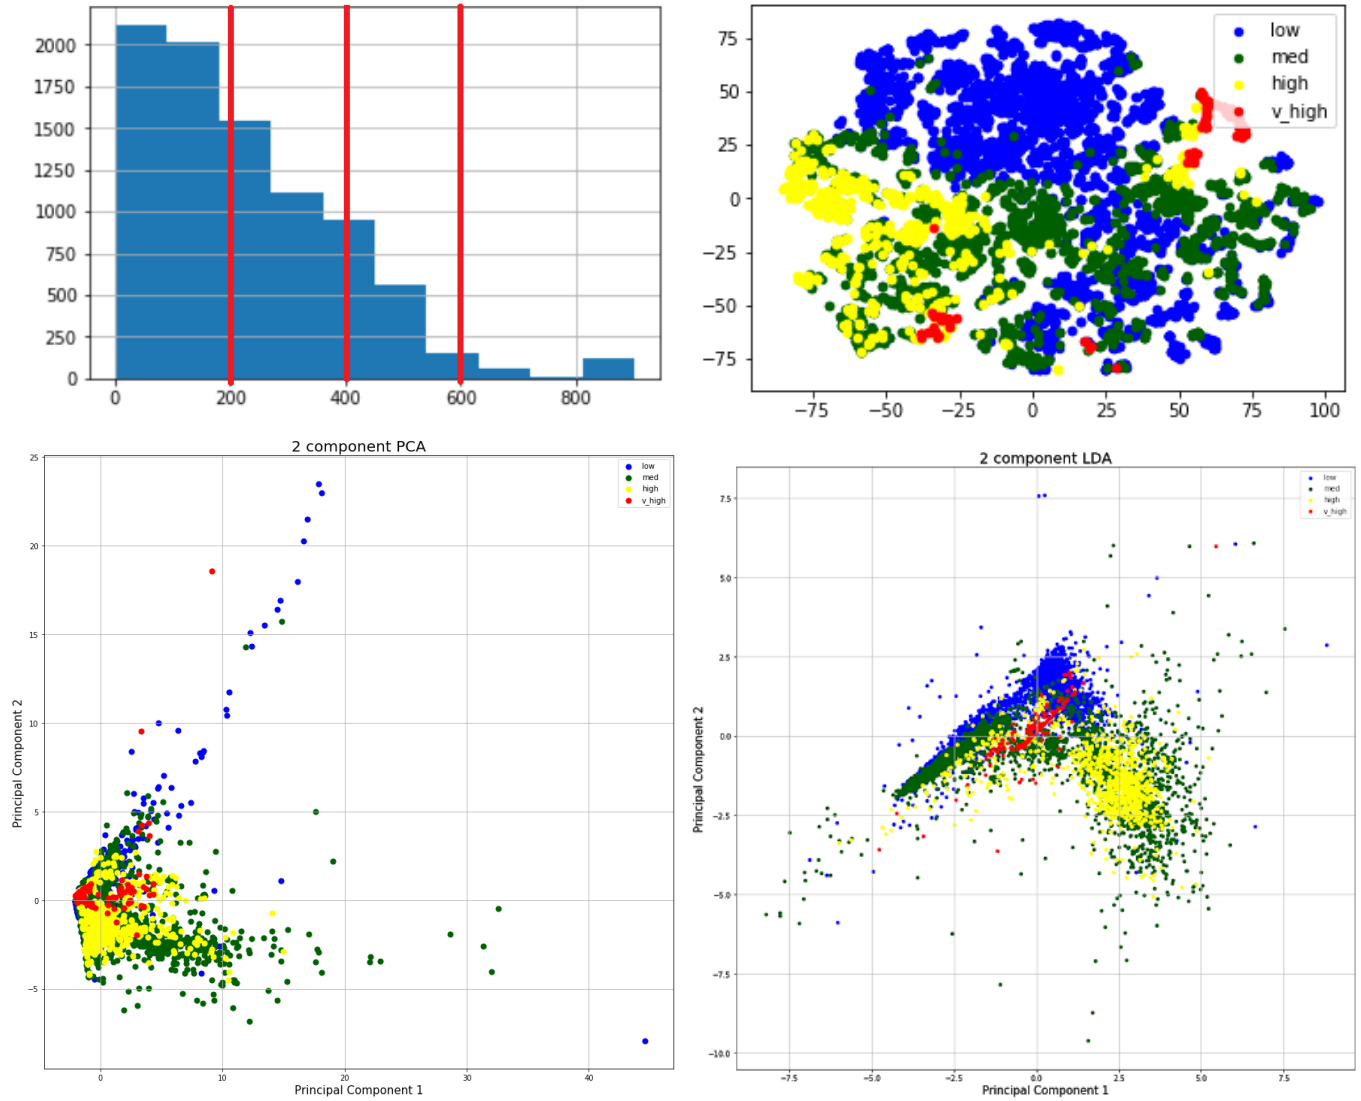 2000
1750
1500
1250
1000
750
500
250
0
0 200 400 600 800
75
50
25
0
−25
−50
−75
−75 −50 −25 0 25 50 75 100
low
med
high
v_high
2 component PCA
low
med
high
v_high
Principal Component 2
25
20
15
10
5
0
−5
0 10 20 30 40
Principal Component 1
2 component LDA
low
med
high
v_high
Principal Component 2
7.5
5.0
2.5
0.0
−2.5
−5.0
−7.5
−10.0
−7.5 −5.0 −2.5 0.0 2.5 5.0 7.5
Principal Component 1